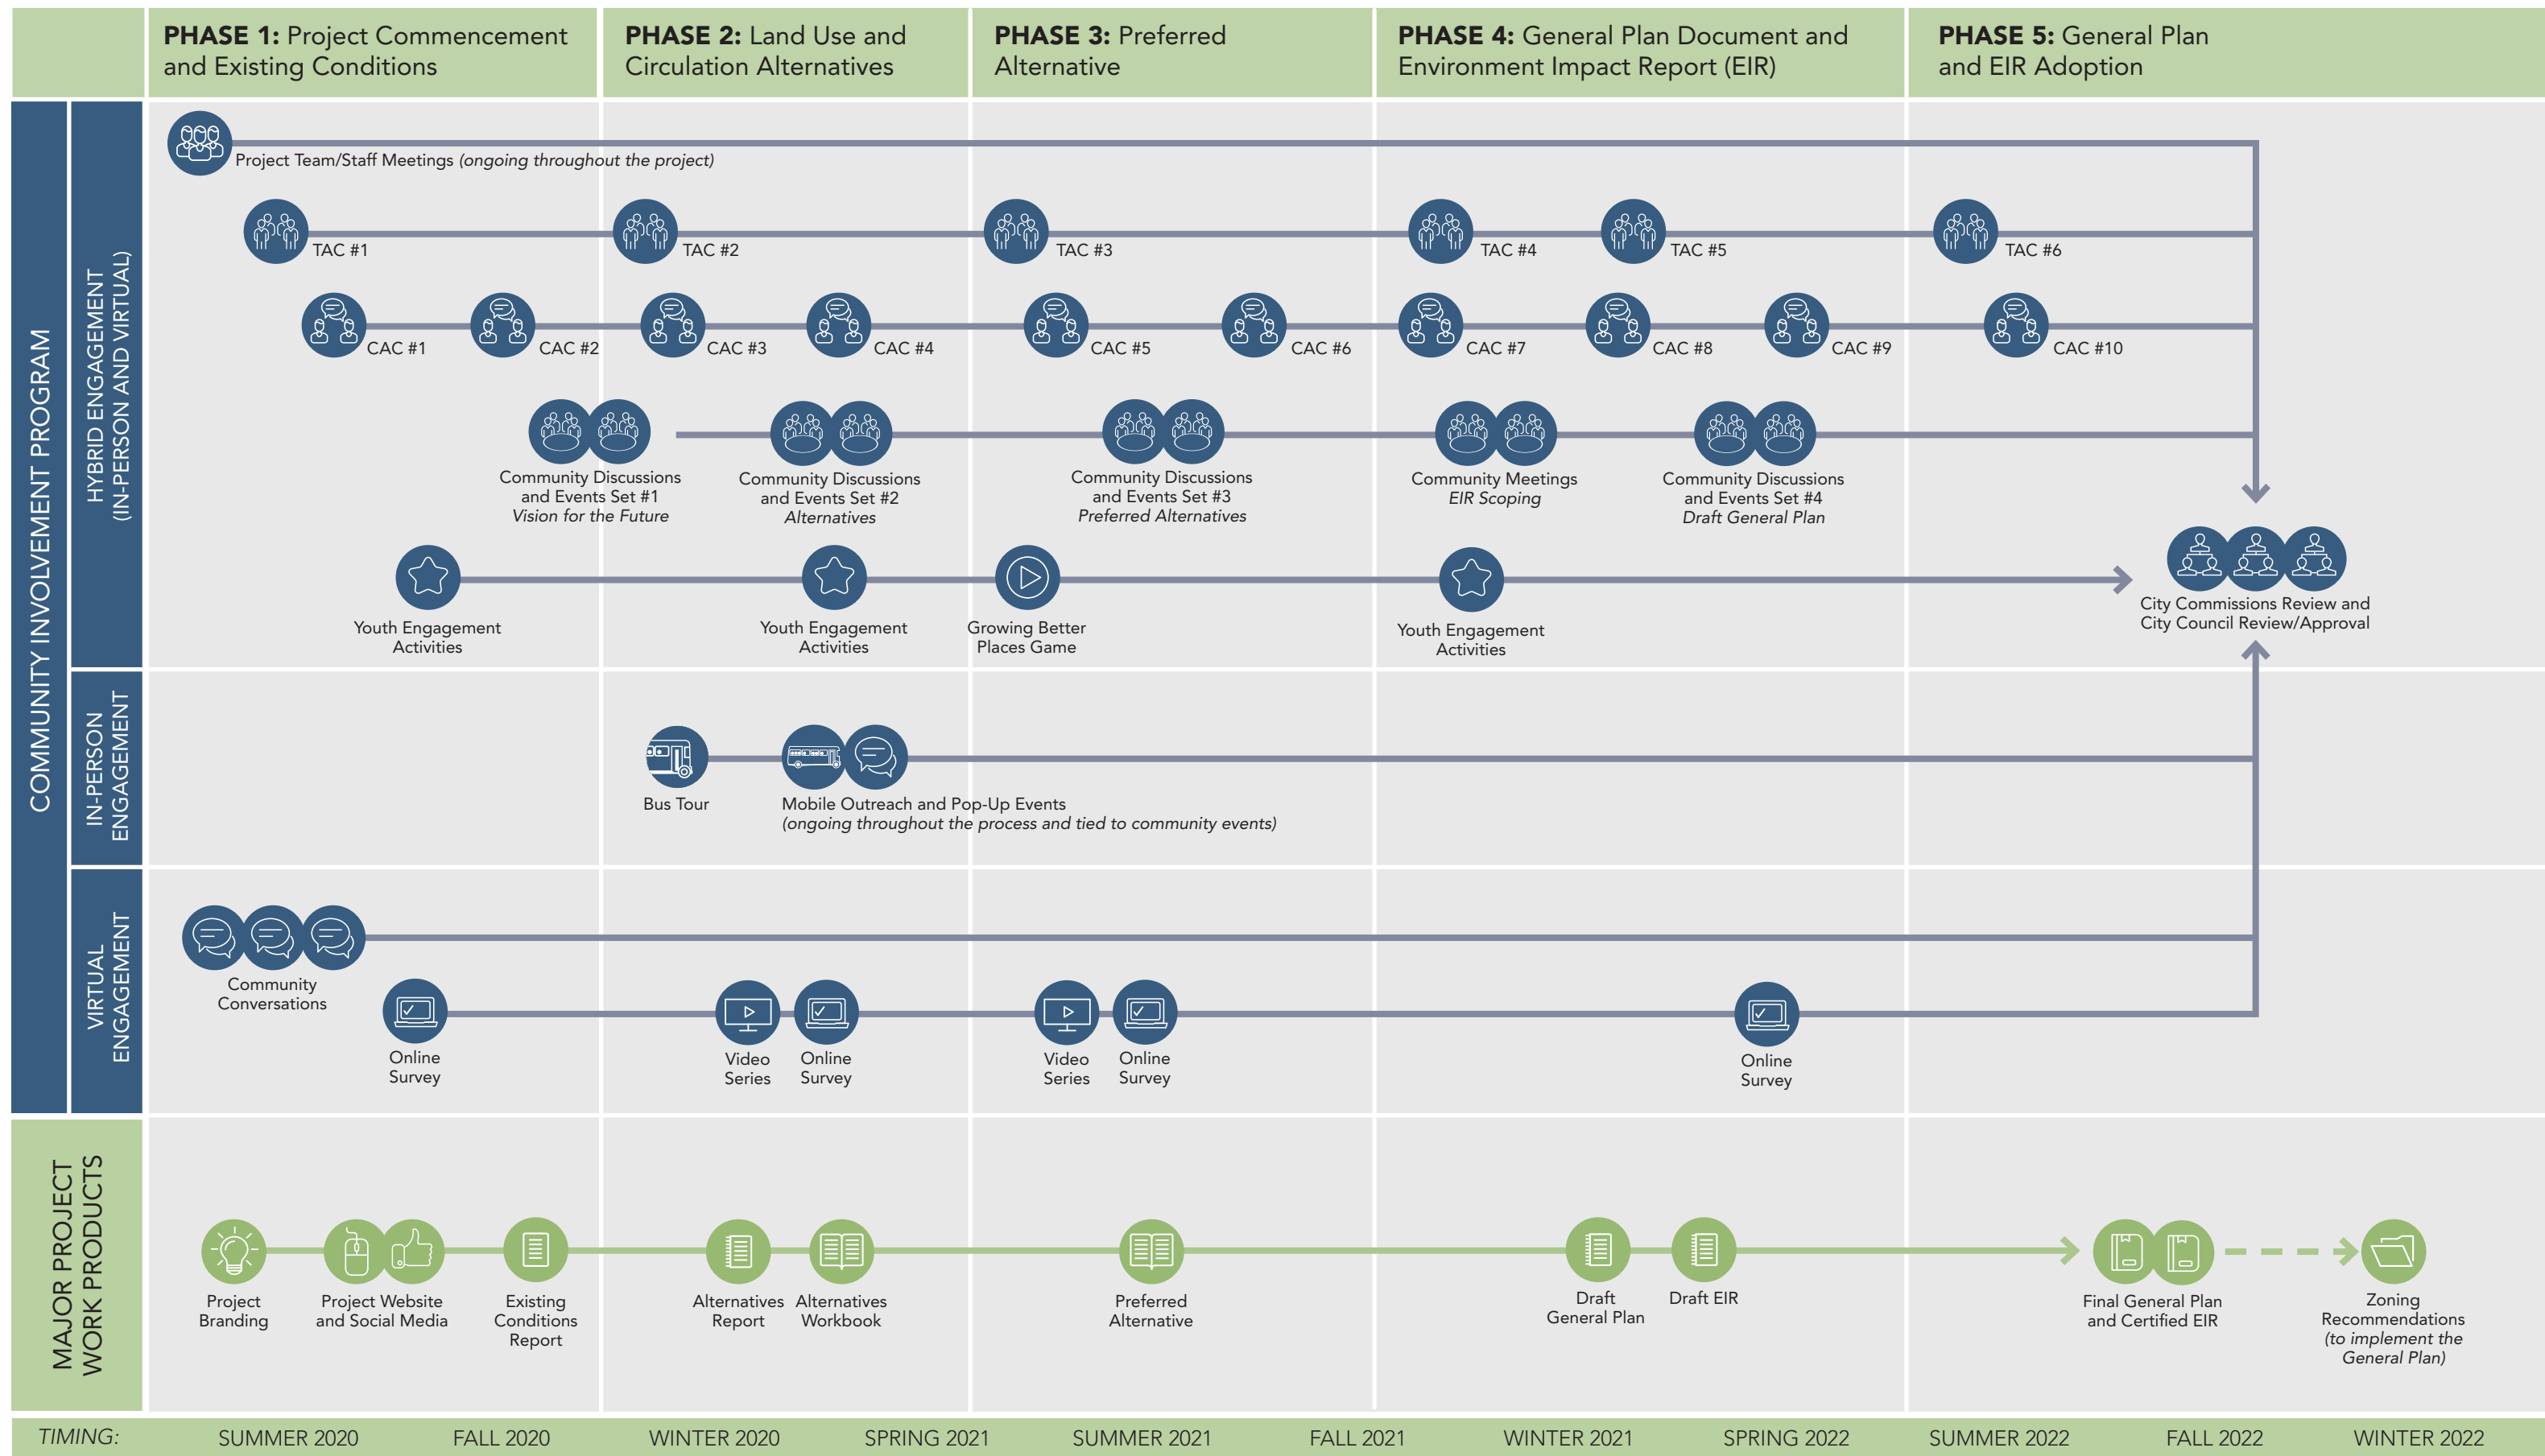 PHASE 1: Project Commencement
and Existing Conditions
PHASE 2: Land Use and
Circulation Alternatives
PHASE 3: Preferred
Alternative
PHASE 4: General Plan Document and
Environment Impact Report (EIR)
PHASE 5: General Plan
and EIR Adoption
COMMUNITY INVOLVEMENT PROGRAM
HYBRID ENGAGEMENT
(IN-PERSON AND VIRTUAL)
Project Team/Staff Meetings (ongoing throughout the project)
TAC #1
TAC #2
TAC #3
TAC #4
TAC #5
TAC #6
CAC #1
CAC #2
CAC #3
CAC #4
CAC #5
CAC #6
CAC #7
CAC #8
CAC #9
CAC #10
Community Discussions
and Events Set #1
Vision for the Future
Community Discussions
and Events Set #2
Alternatives
Community Discussions
and Events Set #3
Preferred Alternatives
Community Meetings
EIR Scoping
Community Discussions
and Events Set #4
Draft General Plan
Youth Engagement
Activities
Youth Engagement
Activities
Growing Better
Places Game
Youth Engagement
Activities
City Commissions Review and
City Council Review/Approval
IN-PERSON
ENGAGEMENT
Bus Tour
Mobile Outreach and Pop-Up Events
(ongoing throughout the process and tied to community events)
VIRTUAL
ENGAGEMENT
Community
Conversations
Online
Survey
Video
Series
Online
Survey
Video
Series
Online
Survey
Online
Survey
MAJOR PROJECT
WORK PRODUCTS
Project
Branding
Project Website
and Social Media
Existing
Conditions
Report
Alternatives
Report
Alternatives
Workbook
Preferred
Alternative
Draft
General Plan
Draft EIR
Final General Plan
and Certified EIR
Zoning
Recommendations
(to implement the
General Plan)
TIMING:
SUMMER 2020
FALL 2020
WINTER 2020
SPRING 2021
SUMMER 2021
FALL 2021
WINTER 2021
SPRING 2022
SUMMER 2022
FALL 2022
WINTER 2022